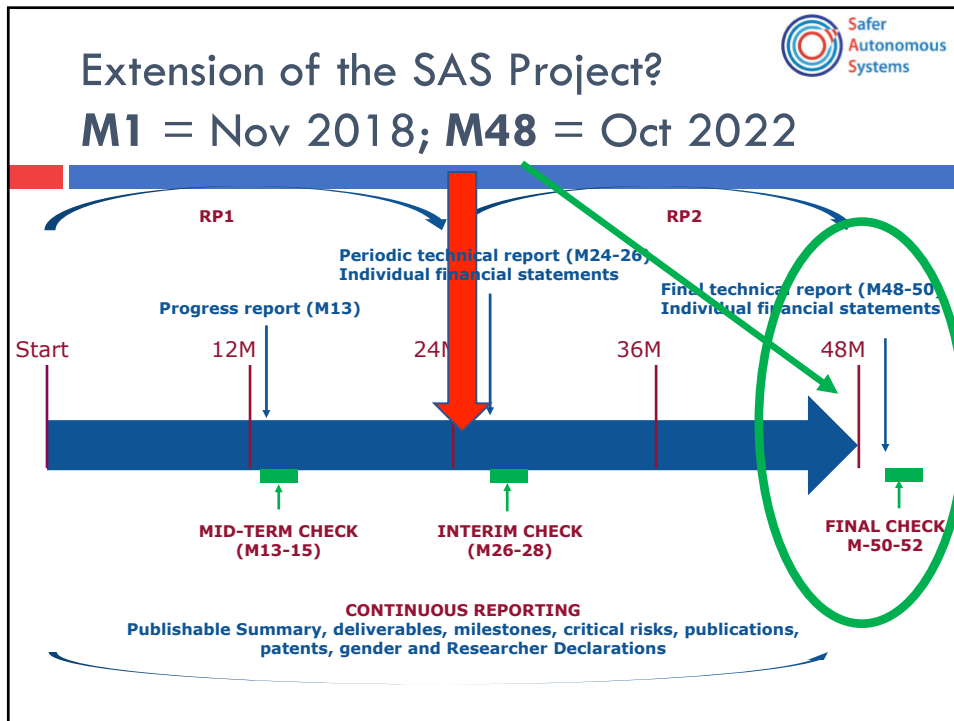 Safer
Autonomous
Systems
Extension of the SAS Project?
M1 = Nov 2018; M48 = Oct 2022
RP1
RP2
Periodic technical report (M24-26)
Individual financial statements
Progress report (M13)
Final technical report (M48-50)
Individual financial statements
Start
12M
24M
36M
48M
MID-TERM CHECK
(M13-15)
INTERIM CHECK
(M26-28)
FINAL CHECK
M-50-52
CONTINUOUS REPORTING
Publishable Summary, deliverables, milestones, critical risks, publications,
patents, gender and Researcher Declarations